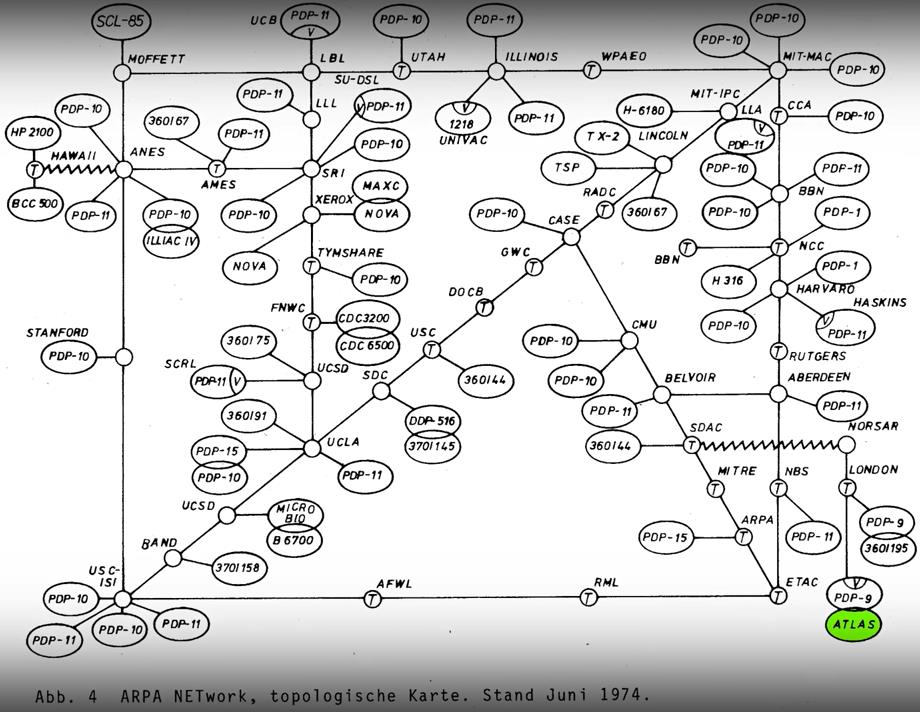 SCL-85
UCB
PDP-11
V
PDP-10
PDP-11
PDP-10
PDP-10
MOFFETT
LBL
UTAH
T
ILLINOIS
WPAEO
T
MIT-MAC
PDP-10
SU-DSL
PDP-11
LLL
V
PDP-11
V
1218
UNIVAC
PDP-11
MIT-IPC
H-6180
LLA
V
PDP-11
CCA
T
PDP-10
PDP-10
360167
PDP-11
HP 2100
HAWAII
T
BCC 500
ANES
T
AMES
PDP-10
SRI
TX-2
LINCOLN
TSP
PDP-10
PDP-11
BBN
PDP-10
PDP-11
PDP-10
ILLIAC IV
PDP-10
XEROX
MAXC
NOVA
NOVA
RADC
T
360167
PDP-10
CASE
PDP-1
T
BBN
T
NCC
H 316
GWC
T
TYMSHARE
T
PDP-10
PDP-1
HARVARO
HASKINS
PDP-10
V
PDP-11
DOCB
T
FNWC
T
CDC3200
CDC 6500
STANFORD
PDP-10
360175
USC
T
360144
CMU
PDP-10
PDP-10
T
RUTGERS
SCRL
PDP-11
V
UCSD
SDC
BELVOIR
ABERDEEN
PDP-11
PDP-11
360191
DDP-516
3701145
UCLA
PDP-15
PDP-10
PDP-11
SDAC
360144
T
NORSAR
MITRE
T
NBS
T
PDP-11
LONDON
T
PDP-9
3601195
UCSD
MICRO
BIO
B 6700
ARPA
PDP-15
T
BAND
3701158
USC-
ISI
PDP-10
PDP-11
PDP-10
PDP-11
AFWL
T
RML
T
ETAC
T
V
PDP-9
ATLAS
Abb. 4 ARPA NETwork, topologische Karte. Stand Juni 1974.